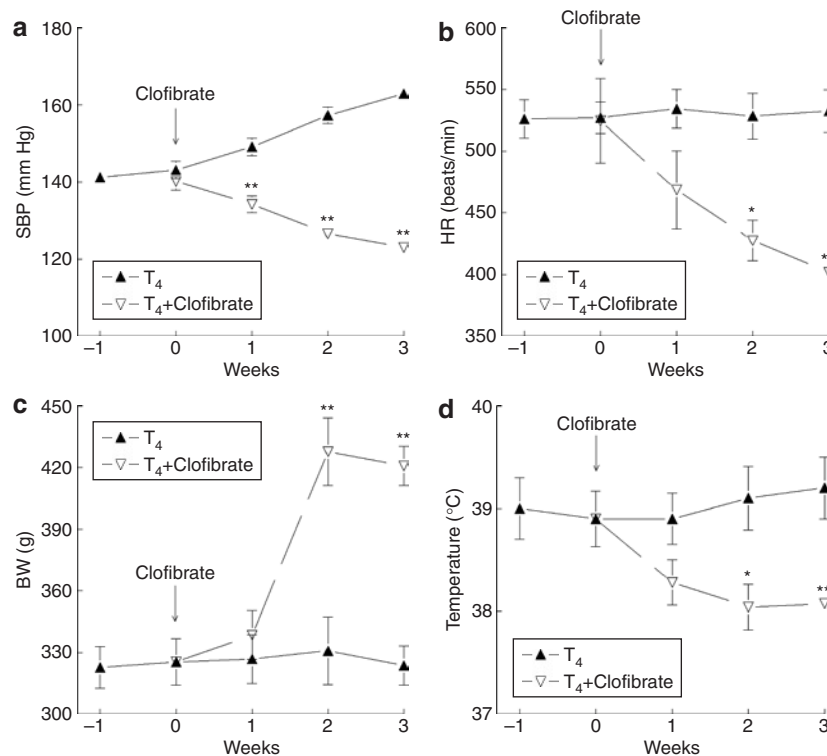 a
180
160
140
120
100
SBP (mm Hg)
Clofibrate
**
**
**
T4
T4+Clofibrate
–1 0 1 2 3
Weeks
b
600
550
500
450
400
350
HR (beats/min)
Clofibrate
*
*
T4
T4+Clofibrate
–1 0 1 2 3
Weeks
c
450
420
390
360
330
300
BW (g)
T4
T4+Clofibrate
**
**
Clofibrate
–1 0 1 2 3
Weeks
d
40
39
38
37
Temperature (°C)
Clofibrate
*
**
T4
T4+Clofibrate
–1 0 1 2 3
Weeks